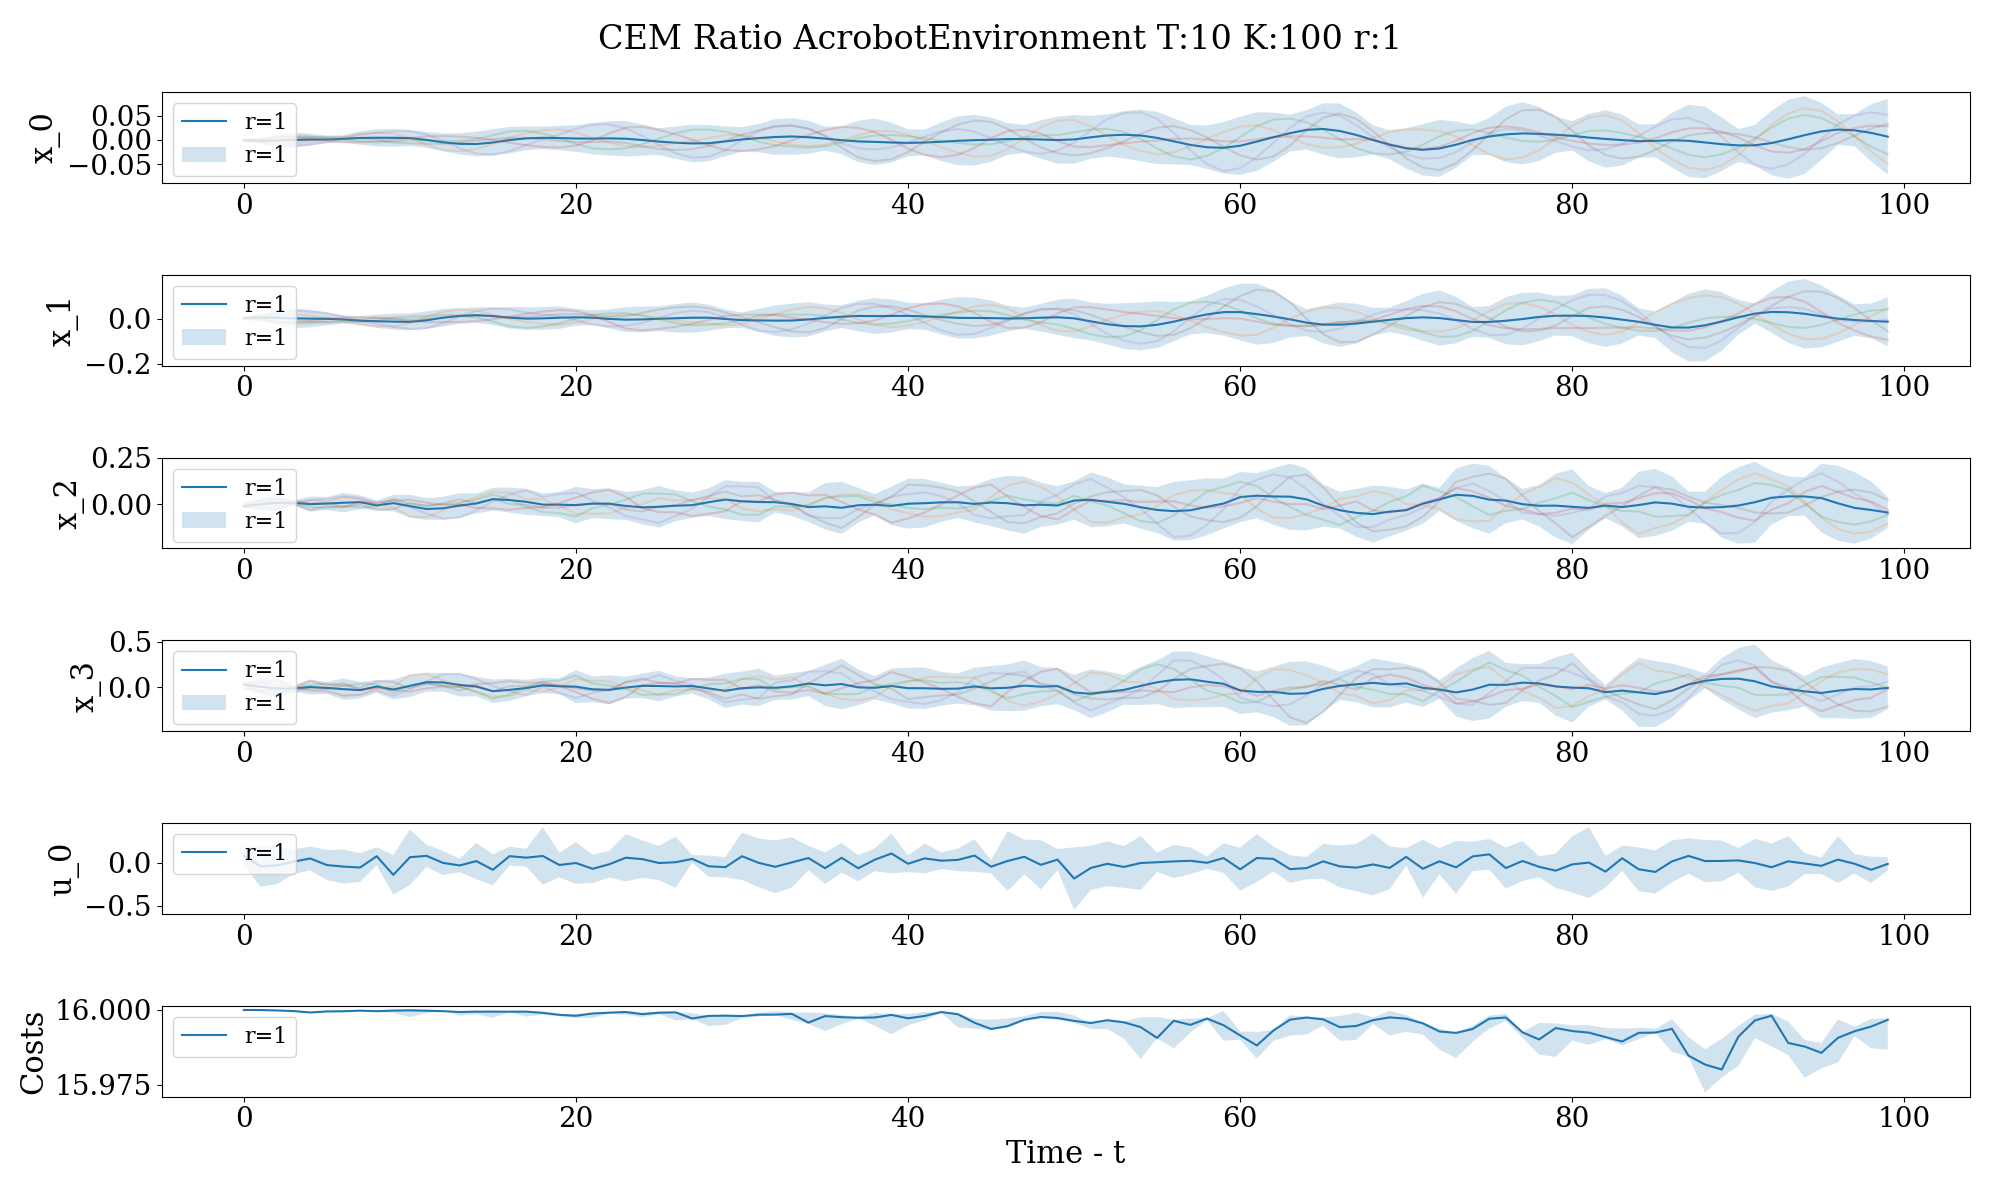 CEM Ratio AcrobotEnvironment T:10 K:100 r:1
x_0
0.05
0.00
−0.05
r=1
r=1
0 20 40 60 80 100
x_1
0.0
−0.2
r=1
r=1
0 20 40 60 80 100
x_2
0.25
0.00
r=1
r=1
0 20 40 60 80 100
x_3
0.5
0.0
r=1
r=1
0 20 40 60 80 100
u_0
0.0
−0.5
r=1
0 20 40 60 80 100
Costs
16.000
15.975
r=1
0 20 40 60 80 100
Time - t